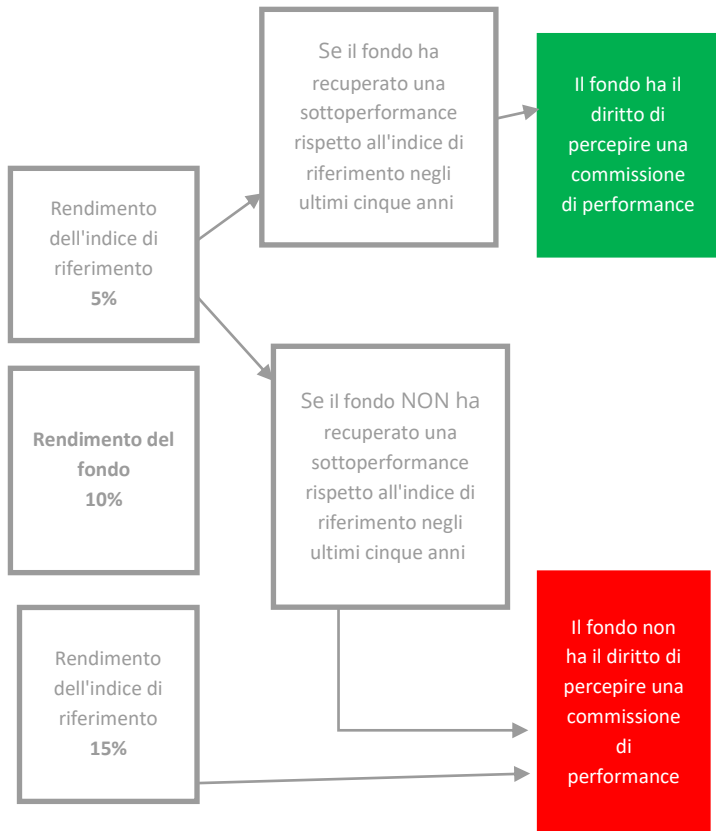 Se il fondo ha
recuperato una
sottoperformance
rispetto all'indice di
riferimento negli
ultimi cinque anni
Il fondo ha il
diritto di
percepire una
commissione
di performance
Rendimento
dell'indice di
riferimento
5%
Rendimento del
fondo
10%
Se il fondo NON ha
recuperato una
sottoperformance
rispetto all'indice di
riferimento negli
ultimi cinque anni
Rendimento
dell'indice di
riferimento
15%
Il fondo non
ha il diritto di
percepire una
commissione
di
performance